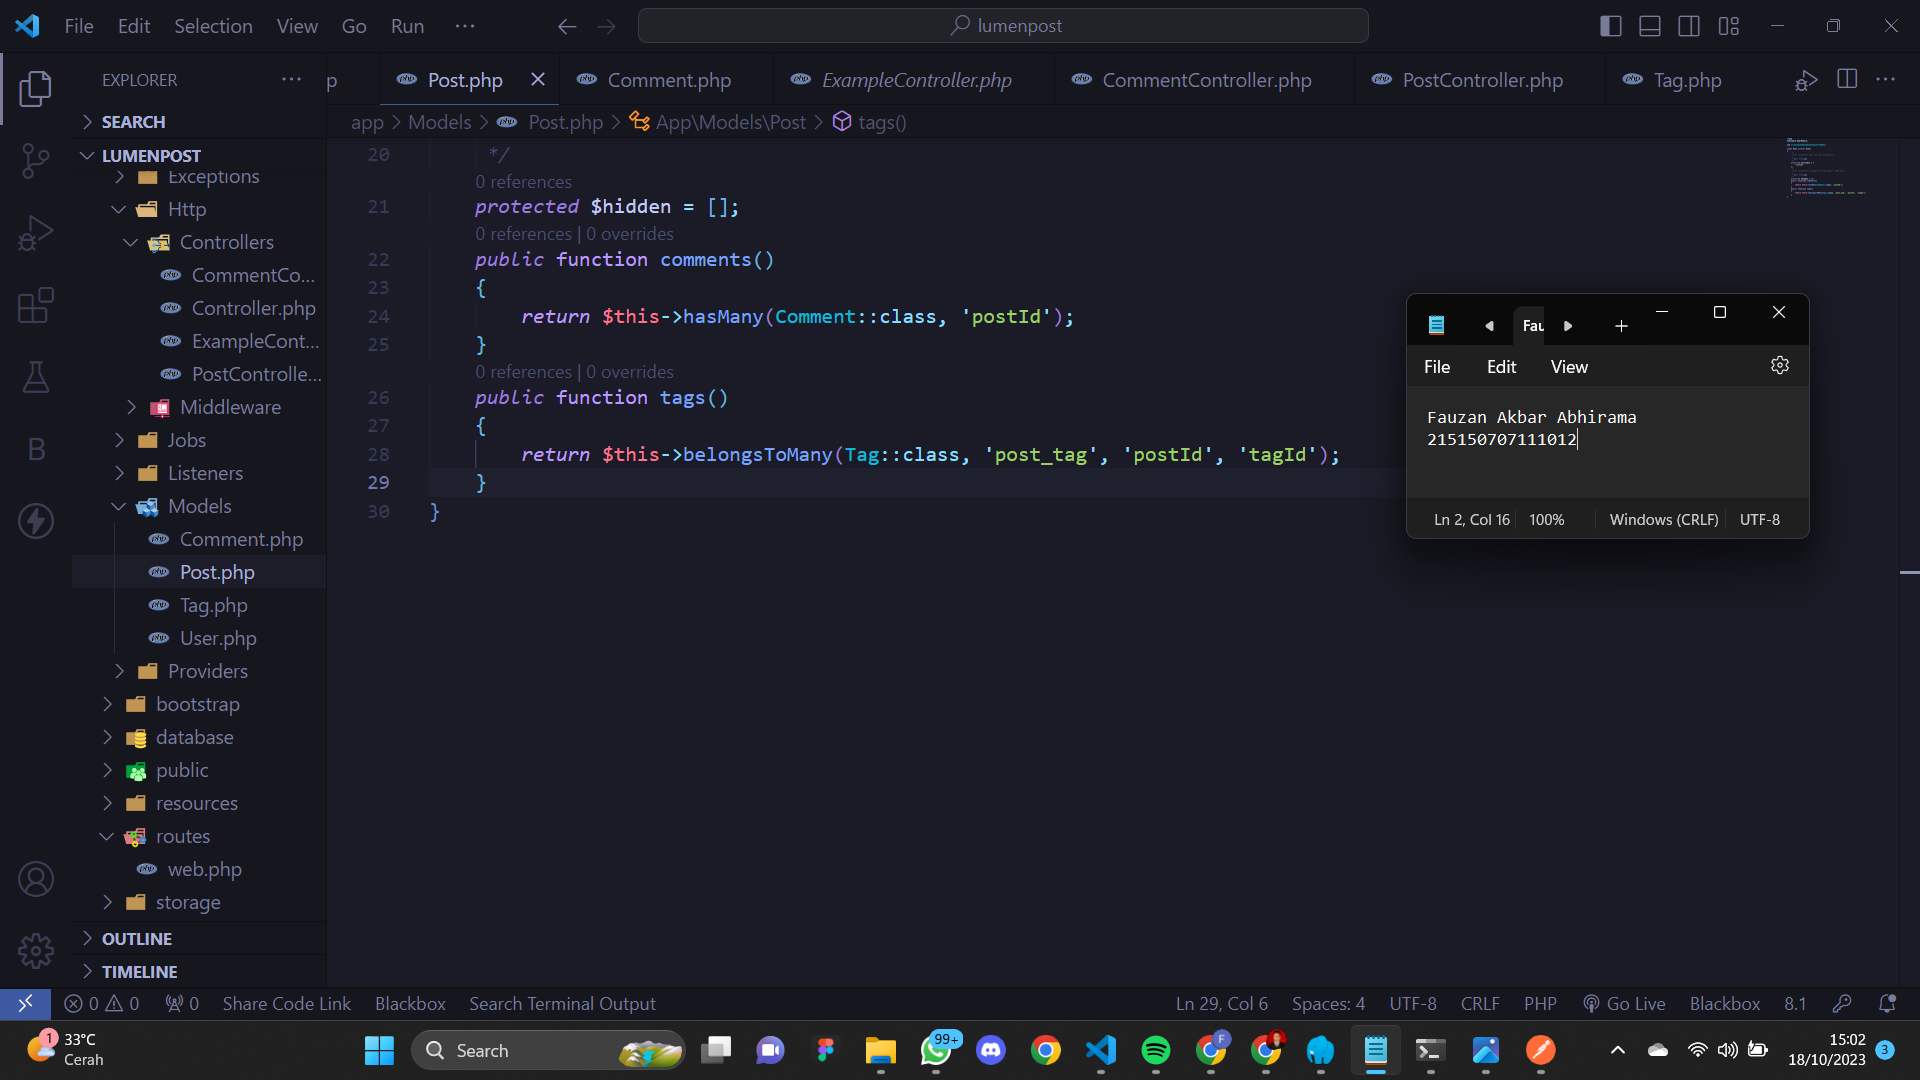 File Edit Selection View Go Run ···
lumenpost
EXPLORER ···
p Post.php Comment.php ExampleController.php CommentController.php PostController.php Tag.php ···
app > Models > Post.php > App\Models\Post > tags()
SEARCH
LUMENPOST
Exceptions
Http
Controllers
CommentCo...
Controller.php
ExampleCont...
PostControlle...
Middleware
Jobs
Listeners
Models
Comment.php
Post.php
Tag.php
User.php
Providers
bootstrap
database
public
resources
routes
web.php
storage
OUTLINE
TIMELINE
20 */
0 references
21 protected $hidden = [];
0 references | 0 overrides
22 public function comments()
23 {
24 return $this->hasMany(Comment::class, 'postId');
25 }
0 references | 0 overrides
26 public function tags()
27 {
28 return $this->belongsToMany(Tag::class, 'post_tag', 'postId', 'tagId');
29 }
30 }
Fau
File Edit View
Fauzan Akbar Abhirama
215150707111012
Ln 2, Col 16 100% Windows (CRLF) UTF-8
0 0 0 Share Code Link Blackbox Search Terminal Output Ln 29, Col 6 Spaces: 4 UTF-8 CRLF PHP Go Live Blackbox 8.1
1 33°C
Cerah
Search
99+
F
15:02
18/10/2023
3